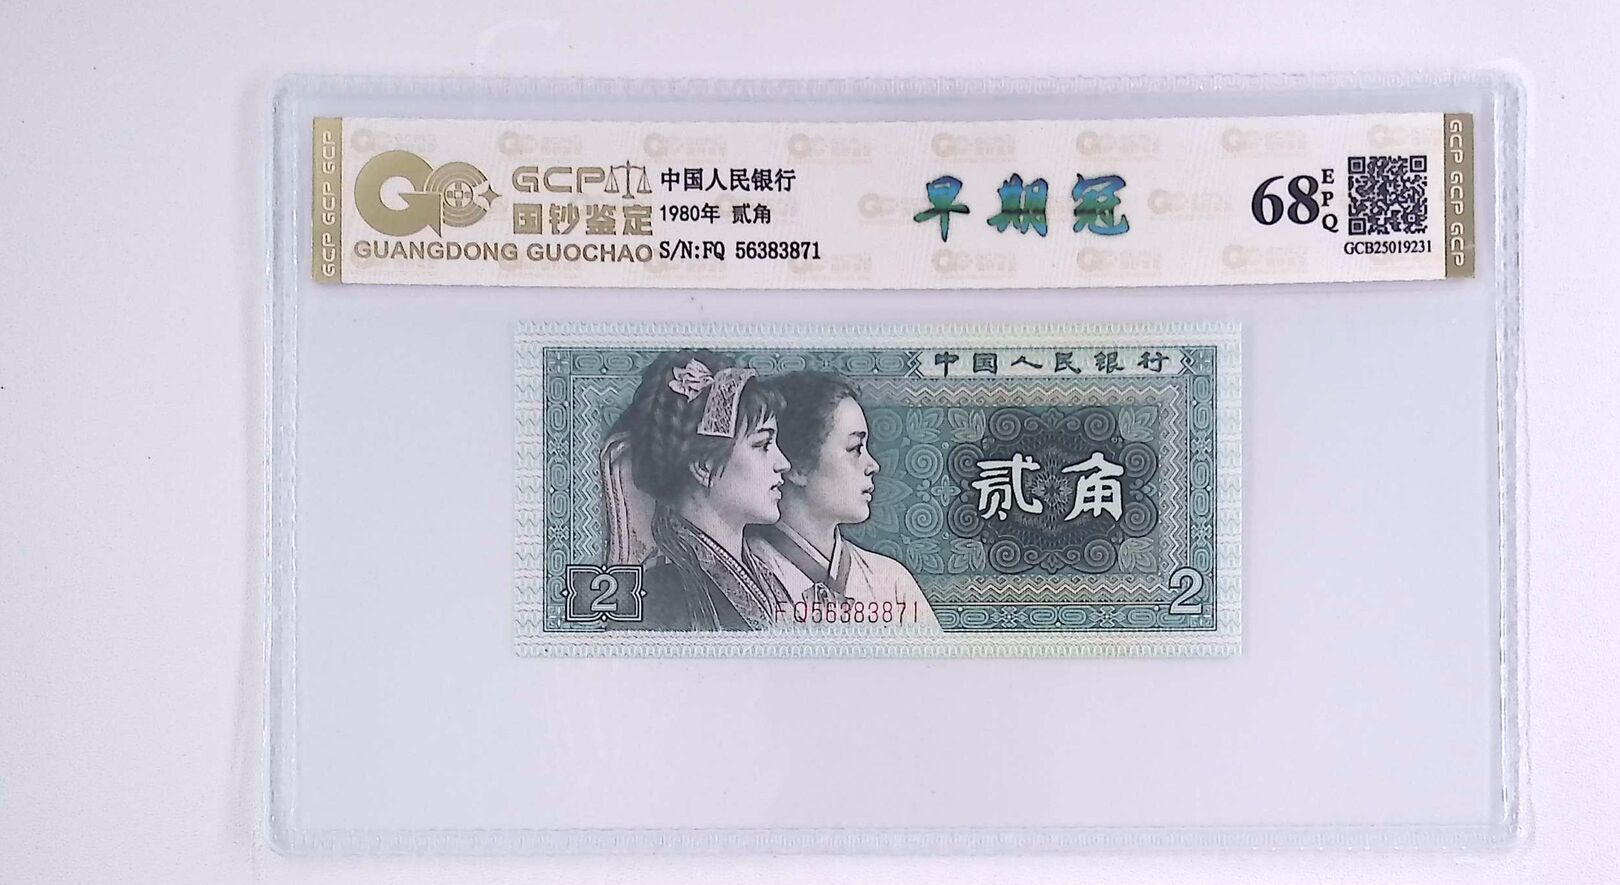 GCP
国钞鉴定
GUANGDONG GUOCHAO
中国人民银行
1980年 贰角
S/N:FQ 56383871
早期冠
68 EPQ
GCB25019231
GCP GCP GCP
GCP GCP GCP
中国人民银行
贰角
2
2
FQ56383871